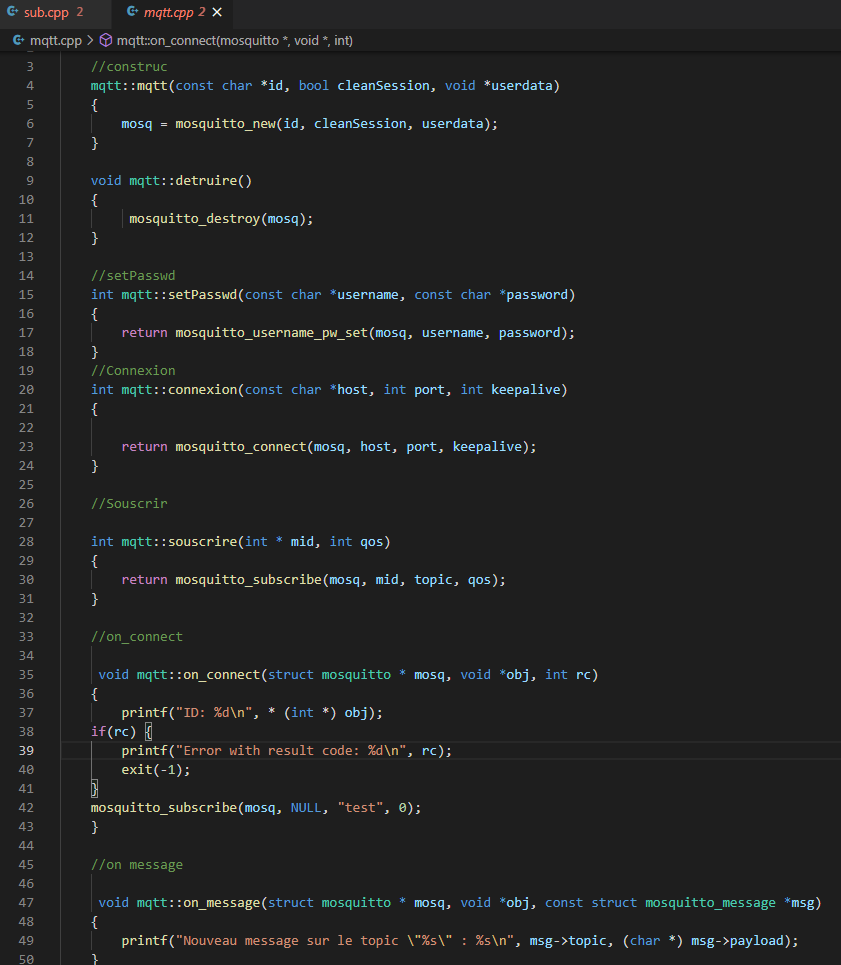 sub.cpp 2 mqtt.cpp 2 ×
mqtt.cpp > mqtt::on_connect(mosquitto *, void *, int)
3 //construc
4 mqtt::mqtt(const char *id, bool cleanSession, void *userdata)
5 {
6 mosq = mosquitto_new(id, cleanSession, userdata);
7 }
8
9 void mqtt::detruire()
10 {
11 mosquitto_destroy(mosq);
12 }
13
14 //setPasswd
15 int mqtt::setPasswd(const char *username, const char *password)
16 {
17 return mosquitto_username_pw_set(mosq, username, password);
18 }
19 //Connexion
20 int mqtt::connexion(const char *host, int port, int keepalive)
21 {
22
23 return mosquitto_connect(mosq, host, port, keepalive);
24 }
25
26 //Souscrir
27
28 int mqtt::souscrire(int * mid, int qos)
29 {
30 return mosquitto_subscribe(mosq, mid, topic, qos);
31 }
32
33 //on_connect
34
35 void mqtt::on_connect(struct mosquitto * mosq, void *obj, int rc)
36 {
37 printf("ID: %d\n", * (int *) obj);
38 if(rc) {
39 printf("Error with result code: %d\n", rc);
40 exit(-1);
41 }
42 mosquitto_subscribe(mosq, NULL, "test", 0);
43 }
44
45 //on message
46
47 void mqtt::on_message(struct mosquitto * mosq, void *obj, const struct mosquitto_message *msg)
48 {
49 printf("Nouveau message sur le topic \"%s\" : %s\n", msg->topic, (char *) msg->payload);
50 }